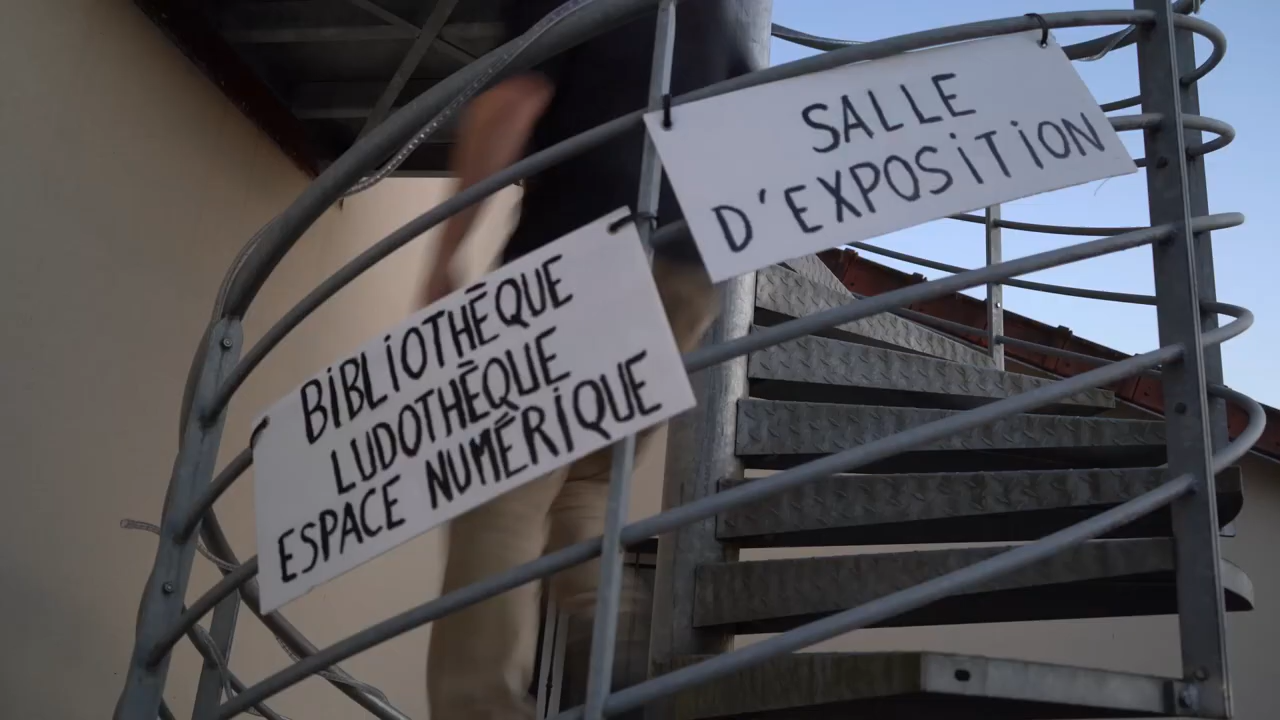 SALLE
D'EXPOSITION
BIBLIOTHÈQUE
LUDOTHÈQUE
ESPACE NUMÉRIQUE